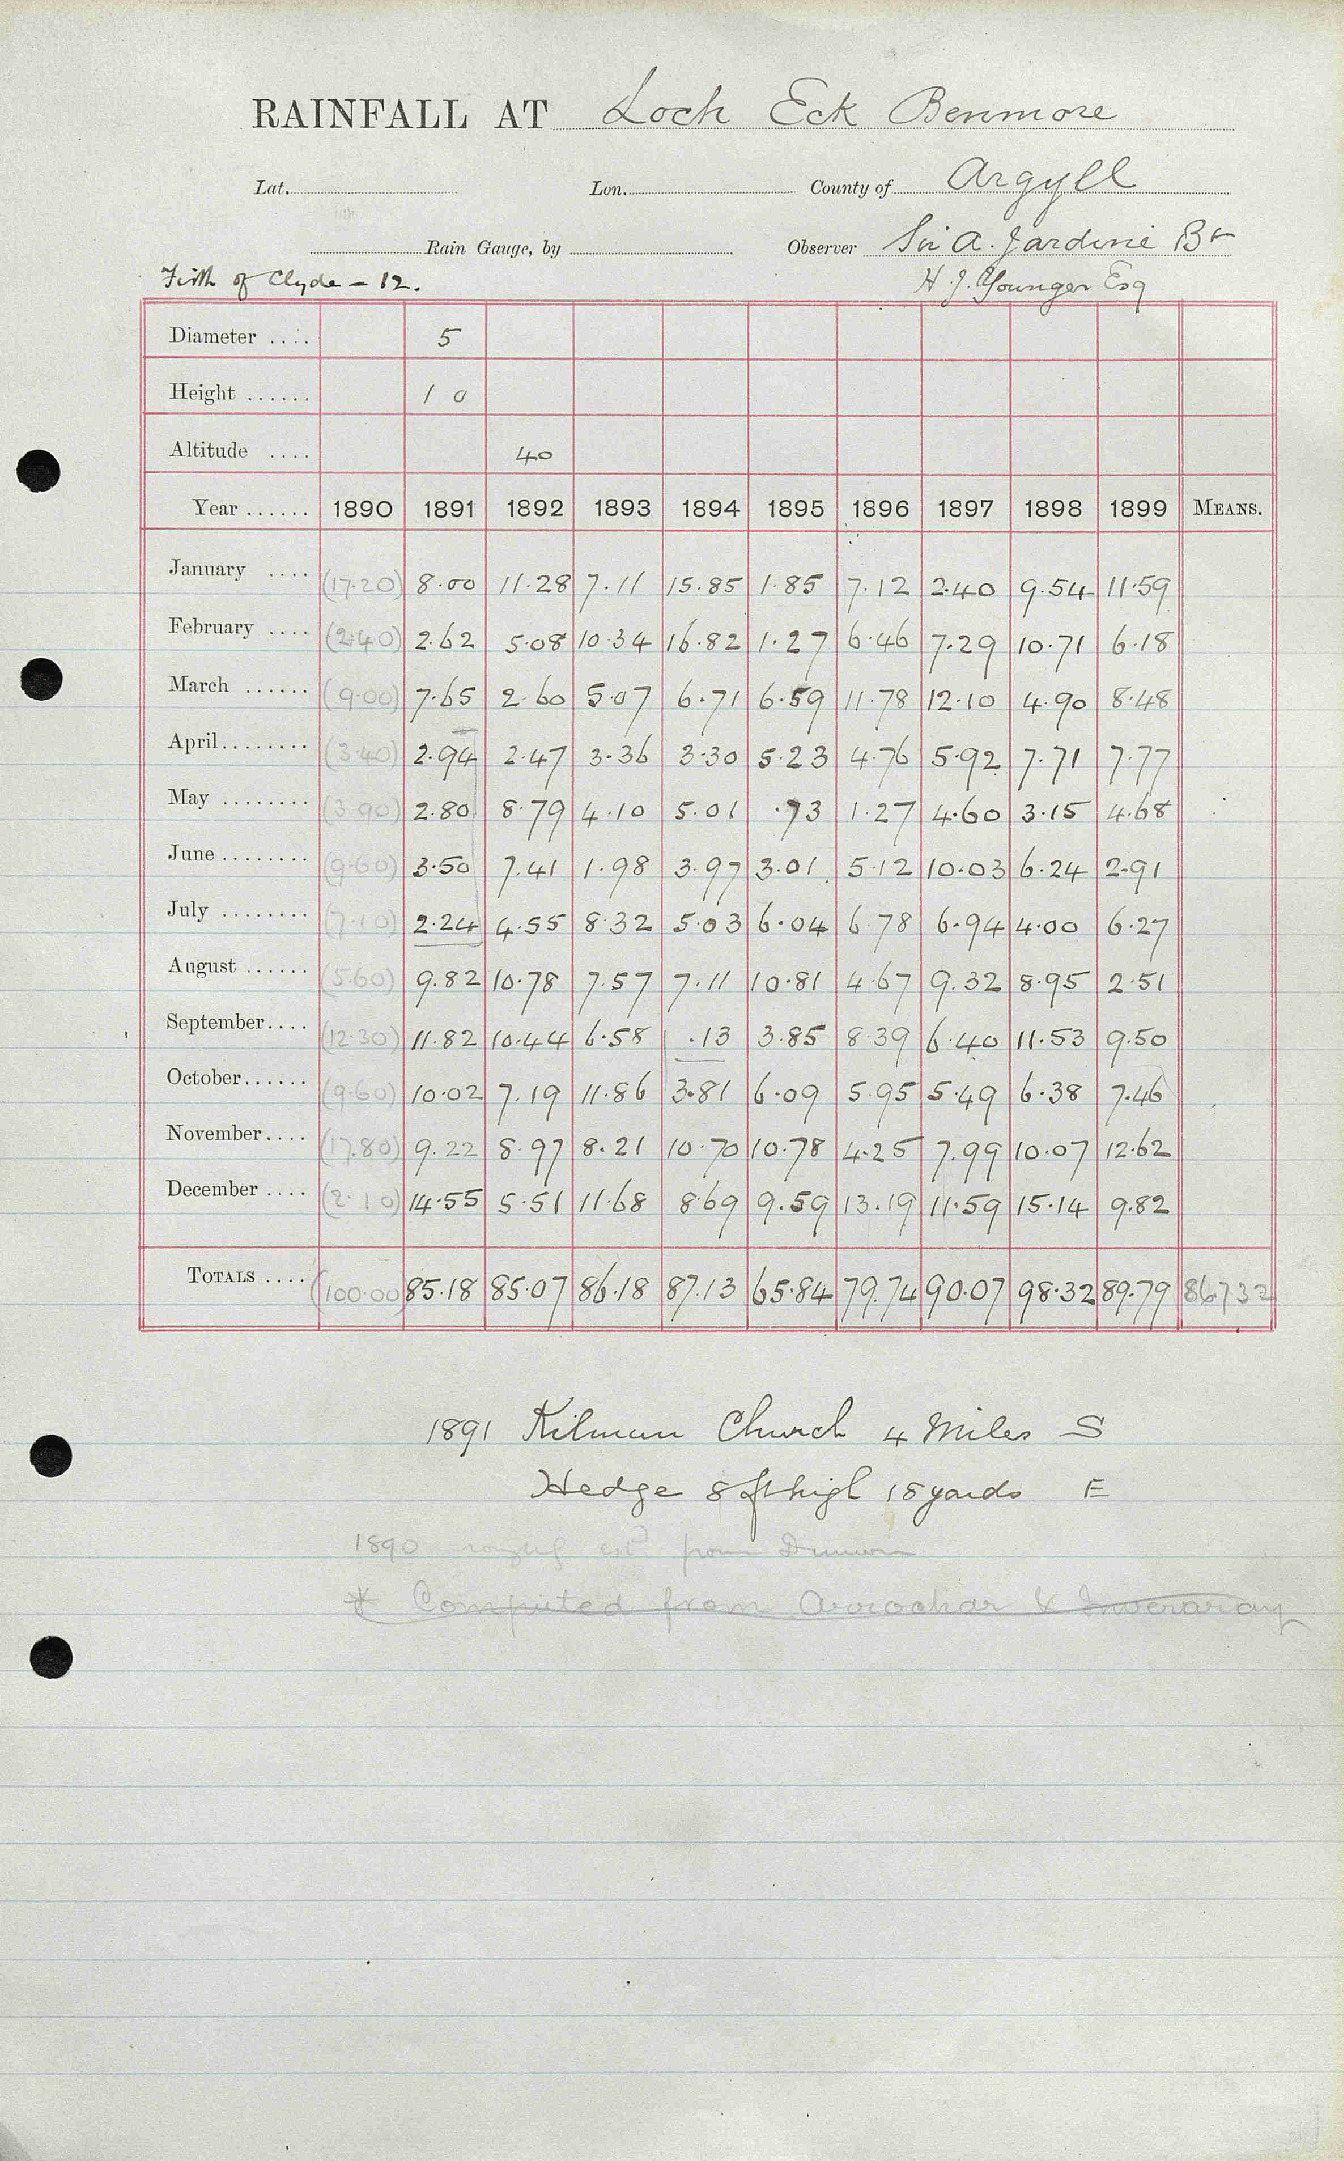 RAINFALL AT Loch Eck Benmore
Lat. Lon. County of Argyll
Rain Gauge, by Observer Sir A. Jardine Bt
Firth of Clyde - 12. H. J. Younger Esq
Diameter .... 5
Height ...... 1 0
Altitude .... 40
Year ...... 1890 1891 1892 1893 1894 1895 1896 1897 1898 1899 MEANS.
January .... (17.20) 8.00 11.28 7.11 15.85 1.85 7.12 2.40 9.54 11.59
February .... (2.40) 2.62 5.08 10.34 16.82 1.27 6.46 7.29 10.71 6.18
March ...... (9.00) 7.65 2.60 5.07 6.71 6.59 11.78 12.10 4.90 8.48
April........ (3.40) 2.94 2.47 3.36 3.30 5.23 4.76 5.92 7.71 7.77
May ........ (3.90) 2.80 8.79 4.10 5.01 .73 1.27 4.60 3.15 4.68
June ........ (9.60) 3.50 7.41 1.98 3.97 3.01 5.12 10.03 6.24 2.91
July ........ (7.10) 2.24 4.55 8.32 5.03 6.04 6.78 6.94 4.00 6.27
August ...... (5.60) 9.82 10.78 7.57 7.11 10.81 4.67 9.32 8.95 2.51
September.... (12.30) 11.82 10.44 6.58 .13 3.85 8.39 6.40 11.53 9.50
October...... (9.60) 10.02 7.19 11.86 3.81 6.09 5.95 5.49 6.38 7.46
November.... (17.80) 9.22 8.97 8.21 10.70 10.78 4.25 7.99 10.07 12.62
December .... (2.10) 14.55 5.51 11.68 8.69 9.59 13.19 11.59 15.14 9.82
TOTALS .... (100.00) 85.18 85.07 86.18 87.13 65.84 79.74 90.07 98.32 89.79 86.732
1891 Kilmun Church 4 Miles S
Hedge 8 ft high 18 yards E
1890 roughly est. from Dunoon
* Computed from Arrochar & Inveraray